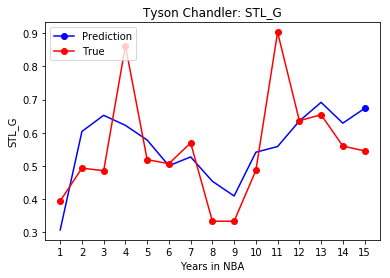 Tyson Chandler: STL_G
Prediction
True
0.9
0.8
0.7
0.6
0.5
0.4
0.3
STL_G
1 2 3 4 5 6 7 8 9 10 11 12 13 14 15
Years in NBA